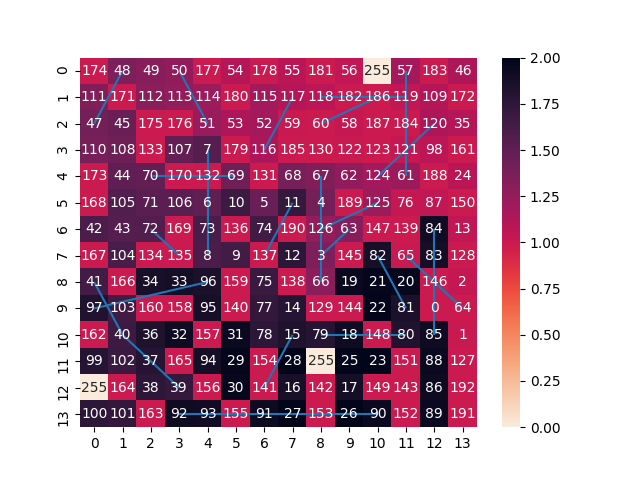 0 174 48 49 50 177 54 178 55 181 56 255 57 183 46
1 111 171 112 113 114 180 115 117 118 182 186 119 109 172
2 47 45 175 176 51 53 52 59 60 58 187 184 120 35
3 110 108 133 107 7 179 116 185 130 122 123 121 98 161
4 173 44 70 170 132 69 131 68 67 62 124 61 188 24
5 168 105 71 106 6 10 5 11 4 189 125 76 87 150
6 42 43 72 169 73 136 74 190 126 63 147 139 84 13
7 167 104 134 135 8 9 137 12 3 145 82 65 83 128
8 41 166 34 33 96 159 75 138 66 19 21 20 146 2
9 97 103 160 158 95 140 77 14 129 144 22 81 0 64
10 162 40 36 32 157 31 78 15 79 18 148 80 85 1
11 99 102 37 165 94 29 154 28 255 25 23 151 88 127
12 255 164 38 39 156 30 141 16 142 17 149 143 86 192
13 100 101 163 92 93 155 91 27 153 26 90 152 89 191
0 1 2 3 4 5 6 7 8 9 10 11 12 13
2.00
1.75
1.50
1.25
1.00
0.75
0.50
0.25
0.00